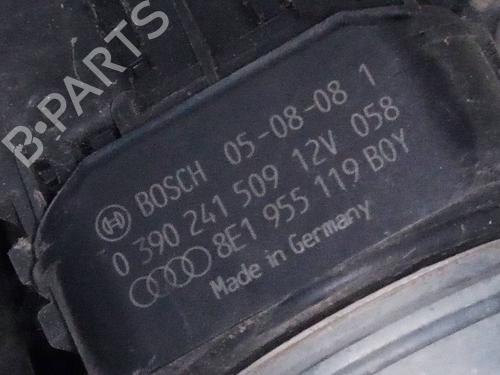 B-PARTS
BOSCH 05-08-08 1
0 390 241 509 12V 058
8E1 955 119 B0Y
Made in Germany